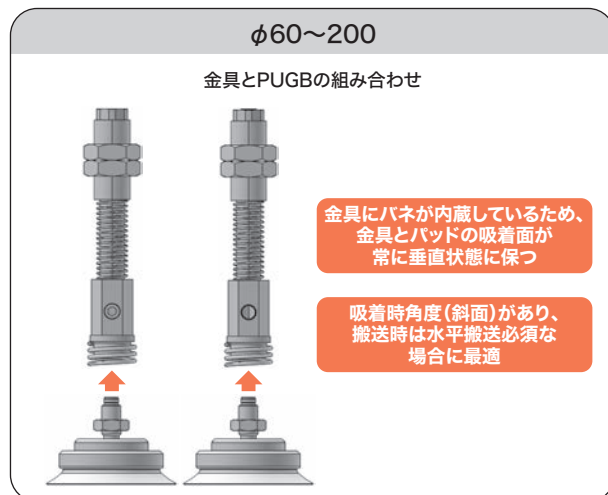 φ60～200
金具とPUGBの組み合わせ
金具にバネが内蔵しているため、
金具とパッドの吸着面が
常に垂直状態に保つ
吸着時角度(斜面)があり、
搬送時は水平搬送必須な
場合に最適